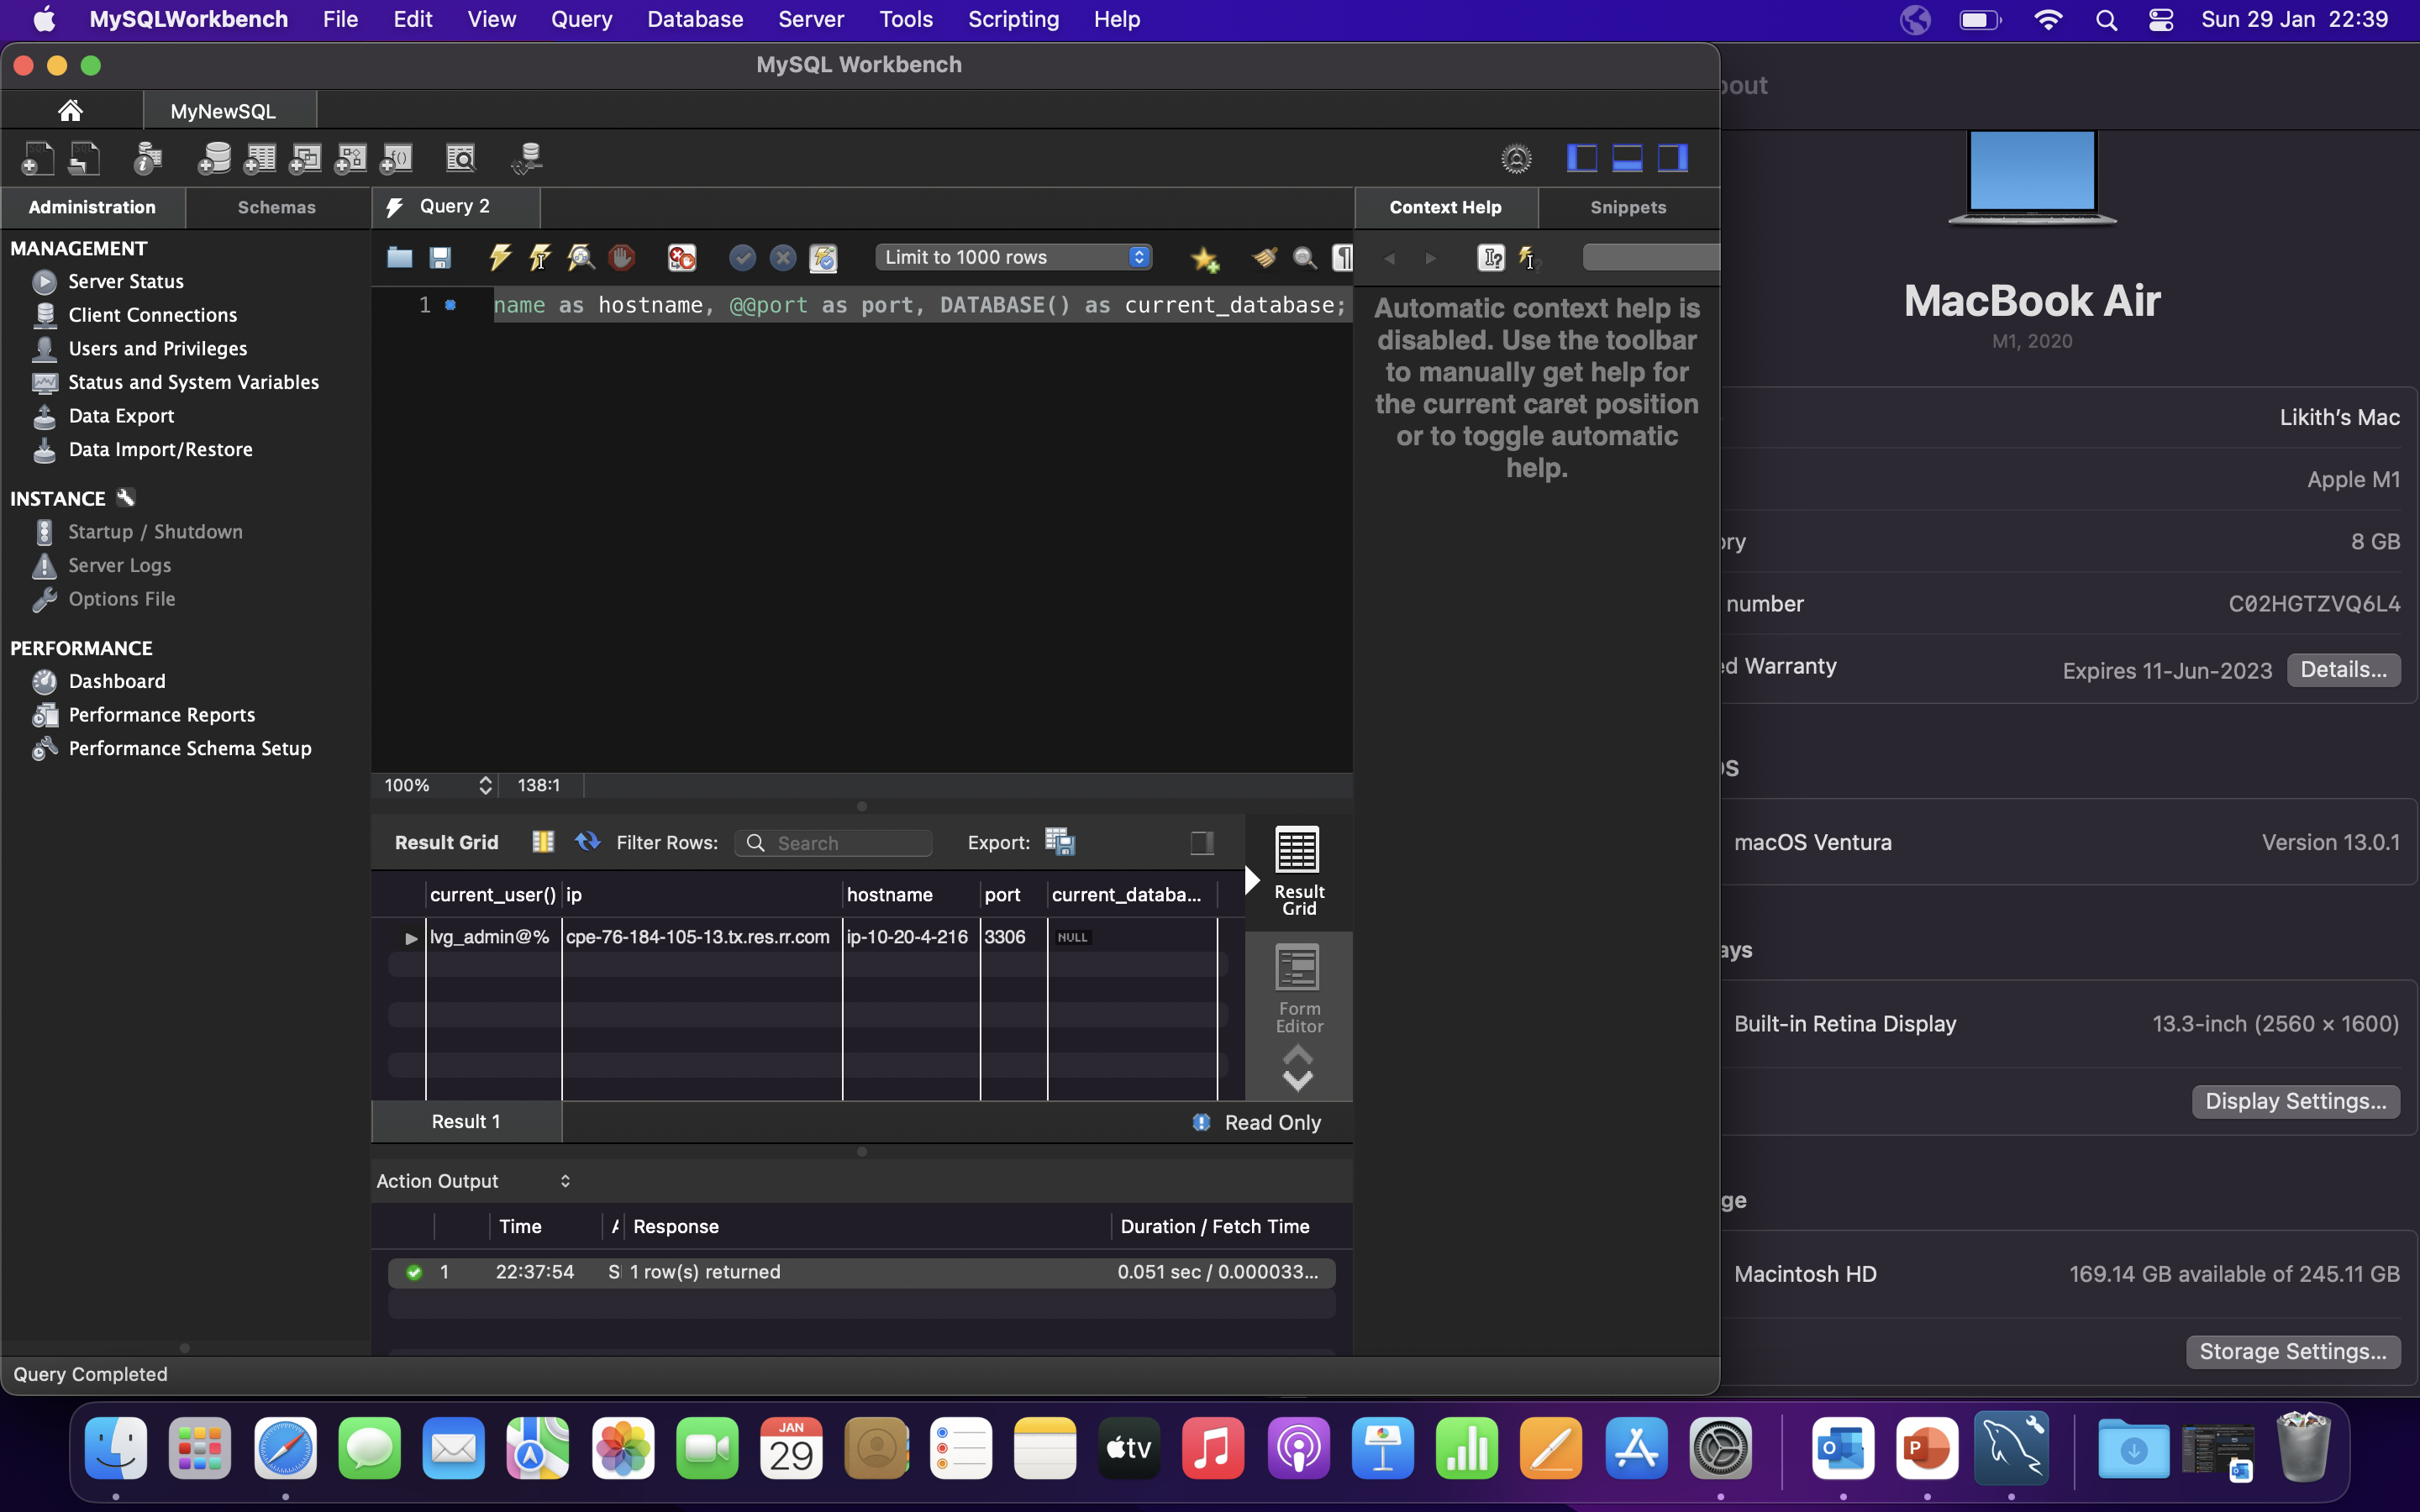 MySQLWorkbench File Edit View Query Database Server Tools Scripting Help Sun 29 Jan 22:39
MySQL Workbench
MyNewSQL
Administration Schemas
MANAGEMENT
Server Status
Client Connections
Users and Privileges
Status and System Variables
Data Export
Data Import/Restore
INSTANCE
Startup / Shutdown
Server Logs
Options File
PERFORMANCE
Dashboard
Performance Reports
Performance Schema Setup
Query 2
Limit to 1000 rows
1 name as hostname, @@port as port, DATABASE() as current_database;
100% 138:1
Result Grid Filter Rows: Search Export:
current_user() ip hostname port current_databa...
lvg_admin@% cpe-76-184-105-13.tx.res.rr.com ip-10-20-4-216 3306 NULL
Result
Grid
Form
Editor
Result 1 Read Only
Action Output
Time A Response Duration / Fetch Time
1 22:37:54 S 1 row(s) returned 0.051 sec / 0.000033...
Query Completed
Context Help Snippets
Automatic context help is
disabled. Use the toolbar
to manually get help for
the current caret position
or to toggle automatic
help.
bout
MacBook Air
M1, 2020
Likith's Mac
Apple M1
ory 8 GB
number C02HGTZVQ6L4
ed Warranty Expires 11-Jun-2023 Details...
OS
macOS Ventura Version 13.0.1
ays
Built-in Retina Display 13.3-inch (2560 × 1600)
Display Settings...
ge
Macintosh HD 169.14 GB available of 245.11 GB
Storage Settings...
JAN
29
tv